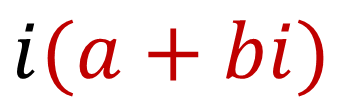 i(a + bi)